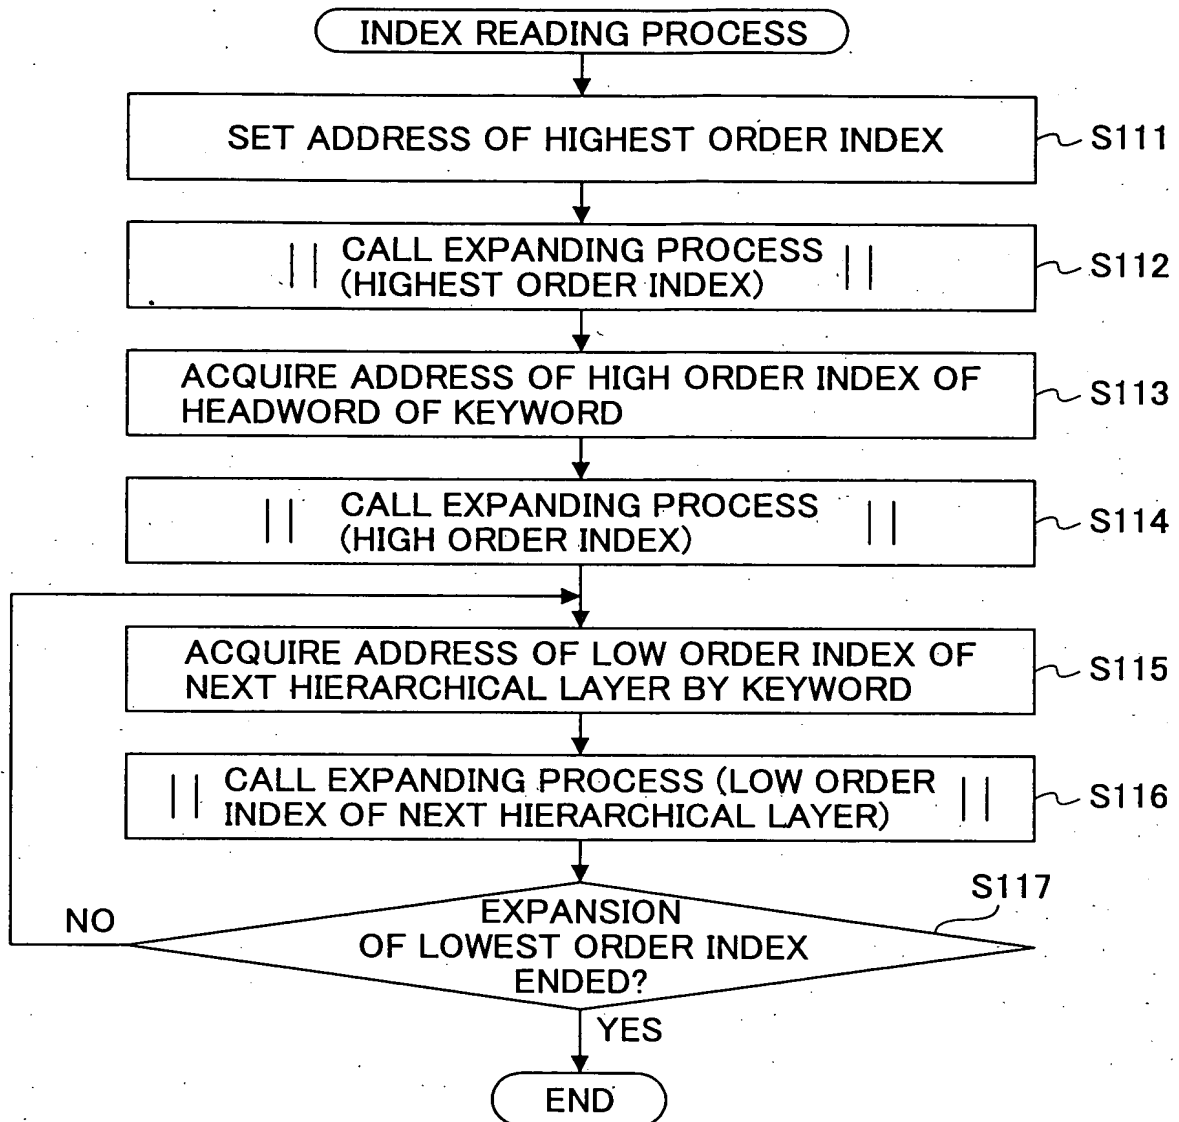 INDEX READING PROCESS
SET ADDRESS OF HIGHEST ORDER INDEX
S111
CALL EXPANDING PROCESS
(HIGHEST ORDER INDEX)
S112
ACQUIRE ADDRESS OF HIGH ORDER INDEX OF
HEADWORD OF KEYWORD
S113
CALL EXPANDING PROCESS
(HIGH ORDER INDEX)
S114
ACQUIRE ADDRESS OF LOW ORDER INDEX OF
NEXT HIERARCHICAL LAYER BY KEYWORD
S115
CALL EXPANDING PROCESS (LOW ORDER
INDEX OF NEXT HIERARCHICAL LAYER)
S116
S117
NO
EXPANSION
OF LOWEST ORDER INDEX
ENDED?
YES
END